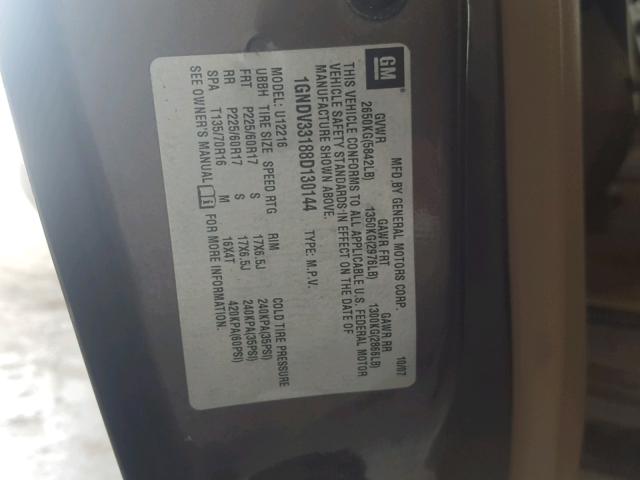 GM
MFD BY GENERAL MOTORS CORP. 10/07
GVWR GAWR FRT GAWR RR
2650KG(5842LB) 1350KG(2976LB) 1300KG(2866LB)
THIS VEHICLE CONFORMS TO ALL APPLICABLE U.S. FEDERAL MOTOR
VEHICLE SAFETY STANDARDS IN EFFECT ON THE DATE OF
MANUFACTURE SHOWN ABOVE.
1GNDV33188D130144 TYPE: M.P.V.
MODEL: U12216
UBBH TIRE SIZE SPEED RTG RIM COLD TIRE PRESSURE
FRT P225/60R17 S 17X6.5J 240KPA(35PSI)
RR P225/60R17 S 17X6.5J 240KPA(35PSI)
SPA T135/70R16 M 16X4T 420KPA(60PSI)
SEE OWNER'S MANUAL FOR MORE INFORMATION.